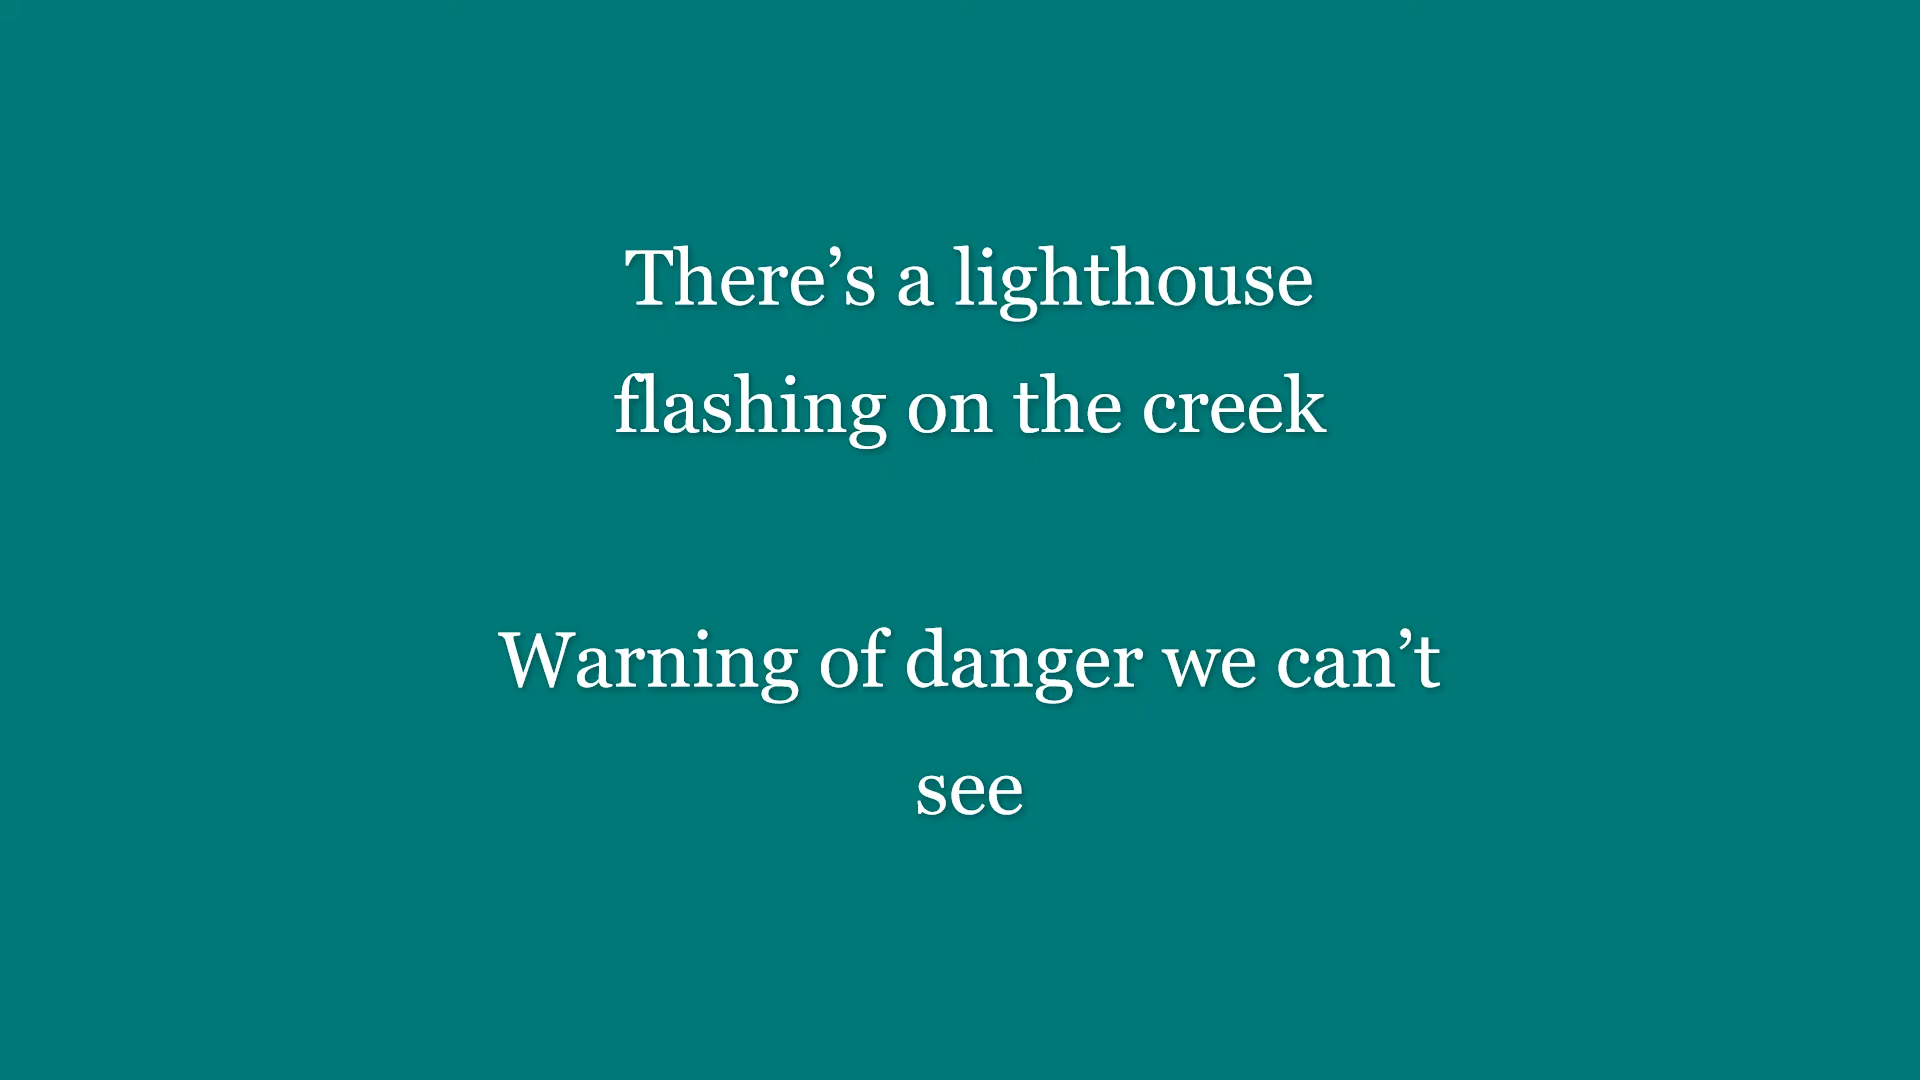 There’s a lighthouse
flashing on the creek
Warning of danger we can’t
see